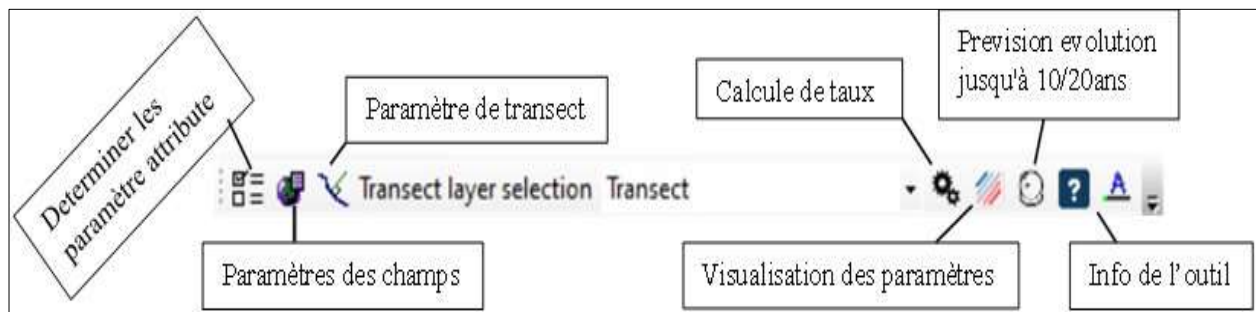 Determiner les
paramètre attribute
Paramètre de transect
Calcule de taux
Prevision evolution
jusqu'à 10/20ans
Transect layer selection Transect
?
A
Paramètres des champs
Visualisation des paramètres
Info de l’outil